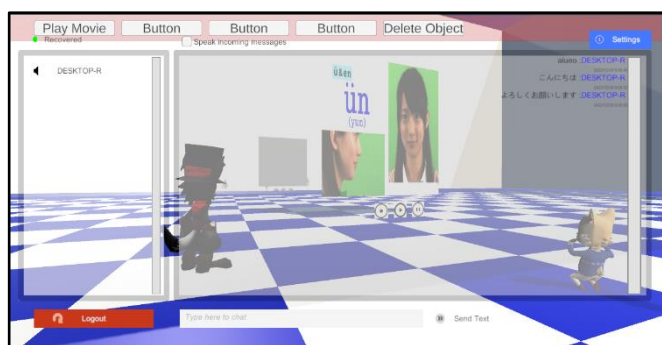 Play Movie
Button
Button
Button
Delete Object
Recovered
Speak Incoming Messages
Settings
DESKTOP-R
aiueo :DESKTOP-R
こんにちは :DESKTOP-R
よろしくお願いします :DESKTOP-R
ü &en
ün
(yun)
Logout
Type here to chat
Send Text